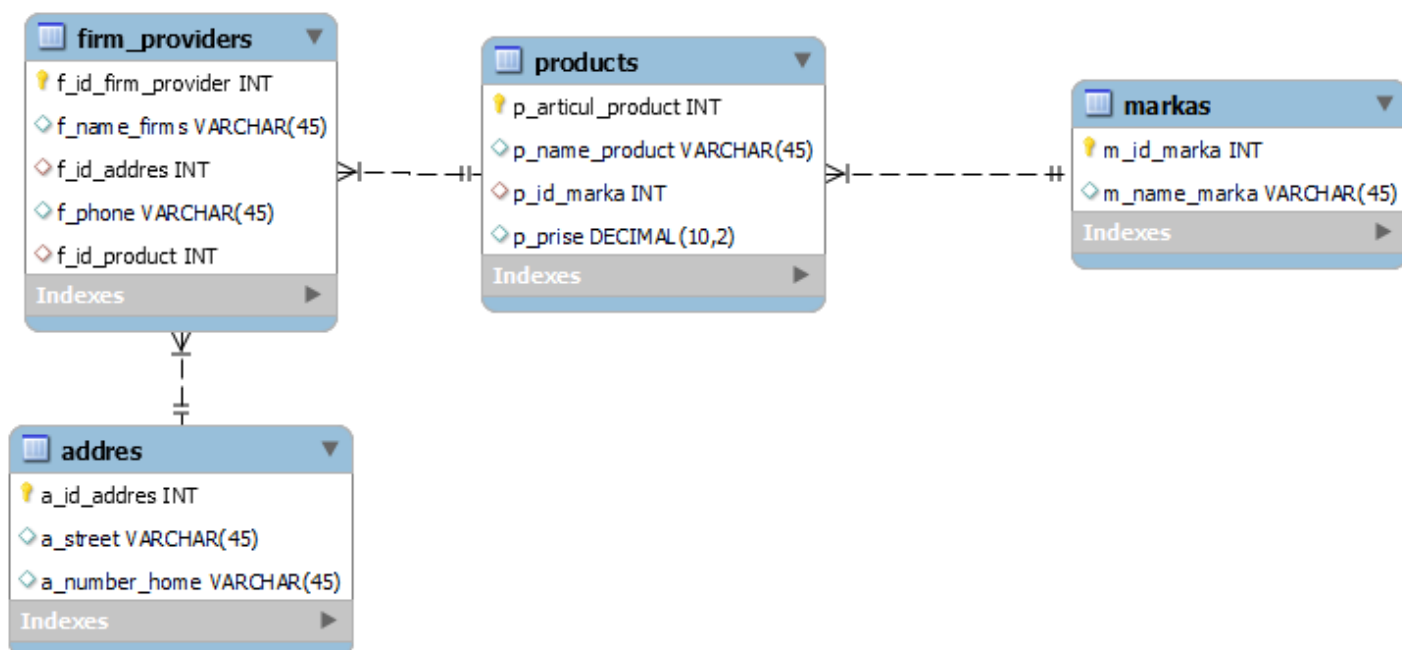 firm_providers
f_id_firm_provider INT
f_name_firms VARCHAR(45)
f_id_addres INT
f_phone VARCHAR(45)
f_id_product INT
Indexes
products
p_articul_product INT
p_name_product VARCHAR(45)
p_id_marka INT
p_prise DECIMAL(10,2)
Indexes
markas
m_id_marka INT
m_name_marka VARCHAR(45)
Indexes
addres
a_id_addres INT
a_street VARCHAR(45)
a_number_home VARCHAR(45)
Indexes